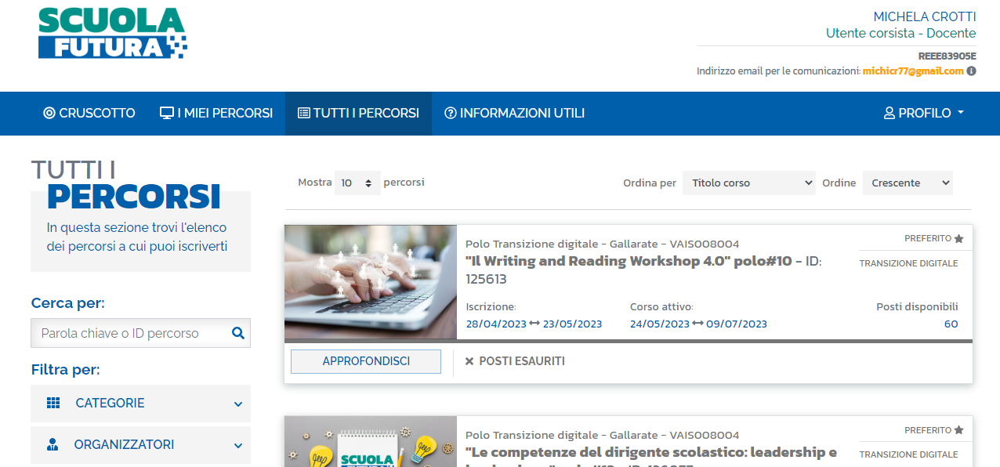 SCUOLA
FUTURA
MICHELA CROTTI
Utente corsista - Docente
REEE83905E
Indirizzo email per le comunicazioni: michicr77@gmail.com
CRUSCOTTO
I MIEI PERCORSI
TUTTI I PERCORSI
INFORMAZIONI UTILI
PROFILO
TUTTI I
PERCORSI
In questa sezione trovi l'elenco
dei percorsi a cui puoi iscriverti
Cerca per:
Parola chiave o ID percorso
Filtra per:
CATEGORIE
ORGANIZZATORI
Mostra 10 percorsi
Ordina per Titolo corso
Ordine Crescente
Polo Transizione digitale - Gallarate - VAIS008004
"Il Writing and Reading Workshop 4.0" polo#10 - ID:
125613
PREFERITO
TRANSIZIONE DIGITALE
Iscrizione:
28/04/2023 ↔ 23/05/2023
Corso attivo:
24/05/2023 ↔ 09/07/2023
Posti disponibili
60
APPROFONDISCI
POSTI ESAURITI
SCUOLA
Polo Transizione digitale - Gallarate - VAIS008004
"Le competenze del dirigente scolastico: leadership e
PREFERITO
TRANSIZIONE DIGITALE